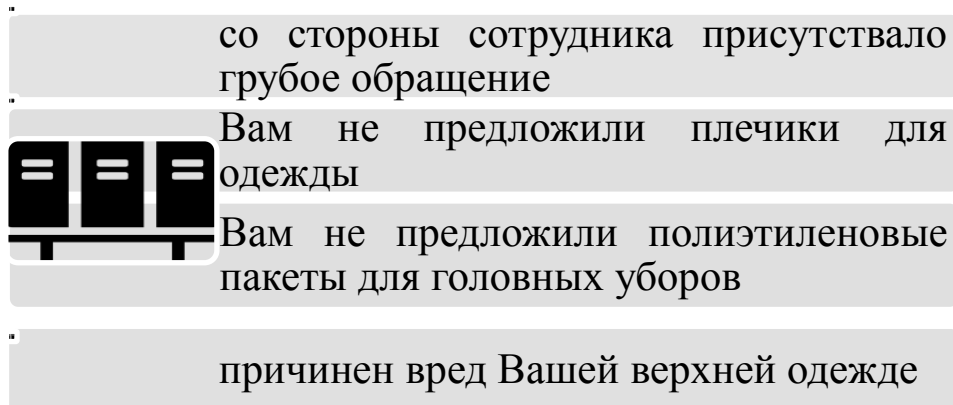 со стороны сотрудника присутствало
грубое обращение
Вам не предложили плечики для
одежды
Вам не предложили полиэтиленовые
пакеты для головных уборов
причинен вред Вашей верхней одежде